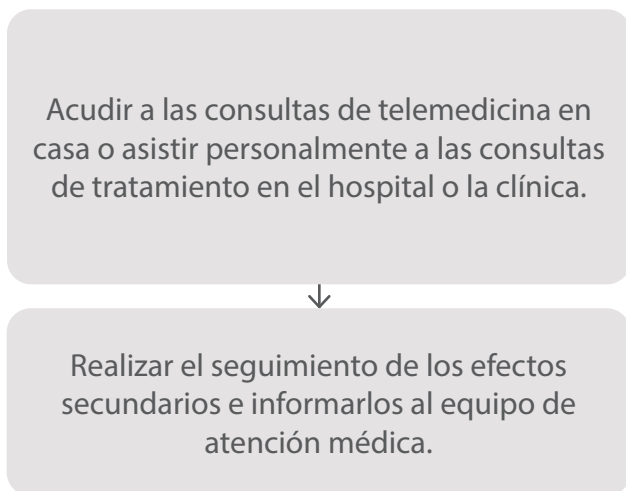 Acudir a las consultas de telemedicina en
casa o asistir personalmente a las consultas
de tratamiento en el hospital o la clínica.
Realizar el seguimiento de los efectos
secundarios e informarlos al equipo de
atención médica.